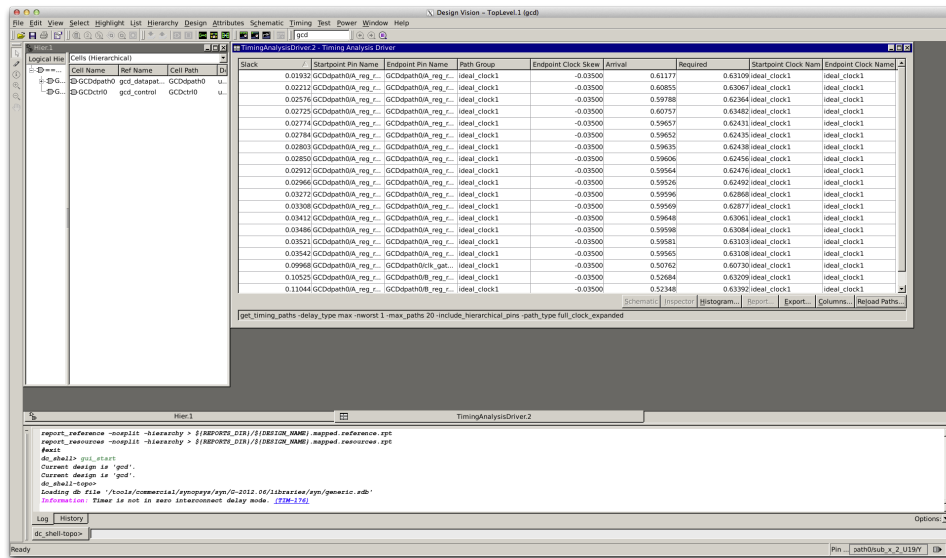 Design Vision - TopLevel.1 (gcd)
File Edit View Select Highlight List Hierarchy Design Attributes Schematic Timing Test Power Window Help
gcd
Hier.1
TimingAnalysisDriver.2 - Timing Analysis Driver
Logical Hie
Cells (Hierarchical)
Cell Name Ref Name Cell Path
G... GCDdpath0 gcd_datapat... GCDdpath0 u...
G... GCDctrl0 gcd_control GCDctrl0 u...
Slack Startpoint Pin Name Endpoint Pin Name Path Group Endpoint Clock Skew Arrival Required Startpoint Clock Nam Endpoint Clock Name
0.01932 GCDdpath0/A_reg_r... GCDdpath0/A_reg_r... ideal_clock1 -0.03500 0.61177 0.63109 ideal_clock1 ideal_clock1
0.02212 GCDdpath0/A_reg_r... GCDdpath0/A_reg_r... ideal_clock1 -0.03500 0.60855 0.63067 ideal_clock1 ideal_clock1
0.02576 GCDdpath0/A_reg_r... GCDdpath0/A_reg_r... ideal_clock1 -0.03500 0.59788 0.62364 ideal_clock1 ideal_clock1
0.02725 GCDdpath0/A_reg_r... GCDdpath0/A_reg_r... ideal_clock1 -0.03500 0.60757 0.63482 ideal_clock1 ideal_clock1
0.02774 GCDdpath0/A_reg_r... GCDdpath0/A_reg_r... ideal_clock1 -0.03500 0.59657 0.62431 ideal_clock1 ideal_clock1
0.02784 GCDdpath0/A_reg_r... GCDdpath0/A_reg_r... ideal_clock1 -0.03500 0.59652 0.62435 ideal_clock1 ideal_clock1
0.02803 GCDdpath0/A_reg_r... GCDdpath0/A_reg_r... ideal_clock1 -0.03500 0.59635 0.62438 ideal_clock1 ideal_clock1
0.02850 GCDdpath0/A_reg_r... GCDdpath0/A_reg_r... ideal_clock1 -0.03500 0.59606 0.62456 ideal_clock1 ideal_clock1
0.02912 GCDdpath0/A_reg_r... GCDdpath0/A_reg_r... ideal_clock1 -0.03500 0.59564 0.62476 ideal_clock1 ideal_clock1
0.02966 GCDdpath0/A_reg_r... GCDdpath0/A_reg_r... ideal_clock1 -0.03500 0.59526 0.62492 ideal_clock1 ideal_clock1
0.03272 GCDdpath0/A_reg_r... GCDdpath0/A_reg_r... ideal_clock1 -0.03500 0.59596 0.62868 ideal_clock1 ideal_clock1
0.03308 GCDdpath0/A_reg_r... GCDdpath0/A_reg_r... ideal_clock1 -0.03500 0.59569 0.62877 ideal_clock1 ideal_clock1
0.03412 GCDdpath0/A_reg_r... GCDdpath0/A_reg_r... ideal_clock1 -0.03500 0.59648 0.63061 ideal_clock1 ideal_clock1
0.03486 GCDdpath0/A_reg_r... GCDdpath0/A_reg_r... ideal_clock1 -0.03500 0.59598 0.63084 ideal_clock1 ideal_clock1
0.03521 GCDdpath0/A_reg_r... GCDdpath0/A_reg_r... ideal_clock1 -0.03500 0.59581 0.63103 ideal_clock1 ideal_clock1
0.03542 GCDdpath0/A_reg_r... GCDdpath0/A_reg_r... ideal_clock1 -0.03500 0.59565 0.63108 ideal_clock1 ideal_clock1
0.09968 GCDdpath0/A_reg_r... GCDdpath0/clk_gat... ideal_clock1 -0.03500 0.50762 0.60730 ideal_clock1 ideal_clock1
0.10525 GCDdpath0/A_reg_r... GCDdpath0/B_reg_r... ideal_clock1 -0.03500 0.52684 0.63209 ideal_clock1 ideal_clock1
0.11044 GCDdpath0/A_reg_r... GCDdpath0/B_reg_r... ideal_clock1 -0.03500 0.52348 0.63392 ideal_clock1 ideal_clock1
Schematic Inspector Histogram... Report... Export... Columns... Reload Paths...
get_timing_paths -delay_type max -nworst 1 -max_paths 20 -include_hierarchical_pins -path_type full_clock_expanded
Hier.1 TimingAnalysisDriver.2
report_reference -nosplit -hierarchy > ${REPORTS_DIR}/${DESIGN_NAME}.mapped.reference.rpt
report_resources -nosplit -hierarchy > ${REPORTS_DIR}/${DESIGN_NAME}.mapped.resources.rpt
#exit
dc_shell> gui_start
Current design is 'gcd'.
Current design is 'gcd'.
dc_shell-topo>
Loading db file '/tools/commercial/synopsys/syn/G-2012.06/libraries/syn/generic.sdb'
Information: Timer is not in zero interconnect delay mode. (TIM-176)
Log History
Options:
dc_shell-topo>
Ready
Pin ... path0/sub_x_2_U19/Y